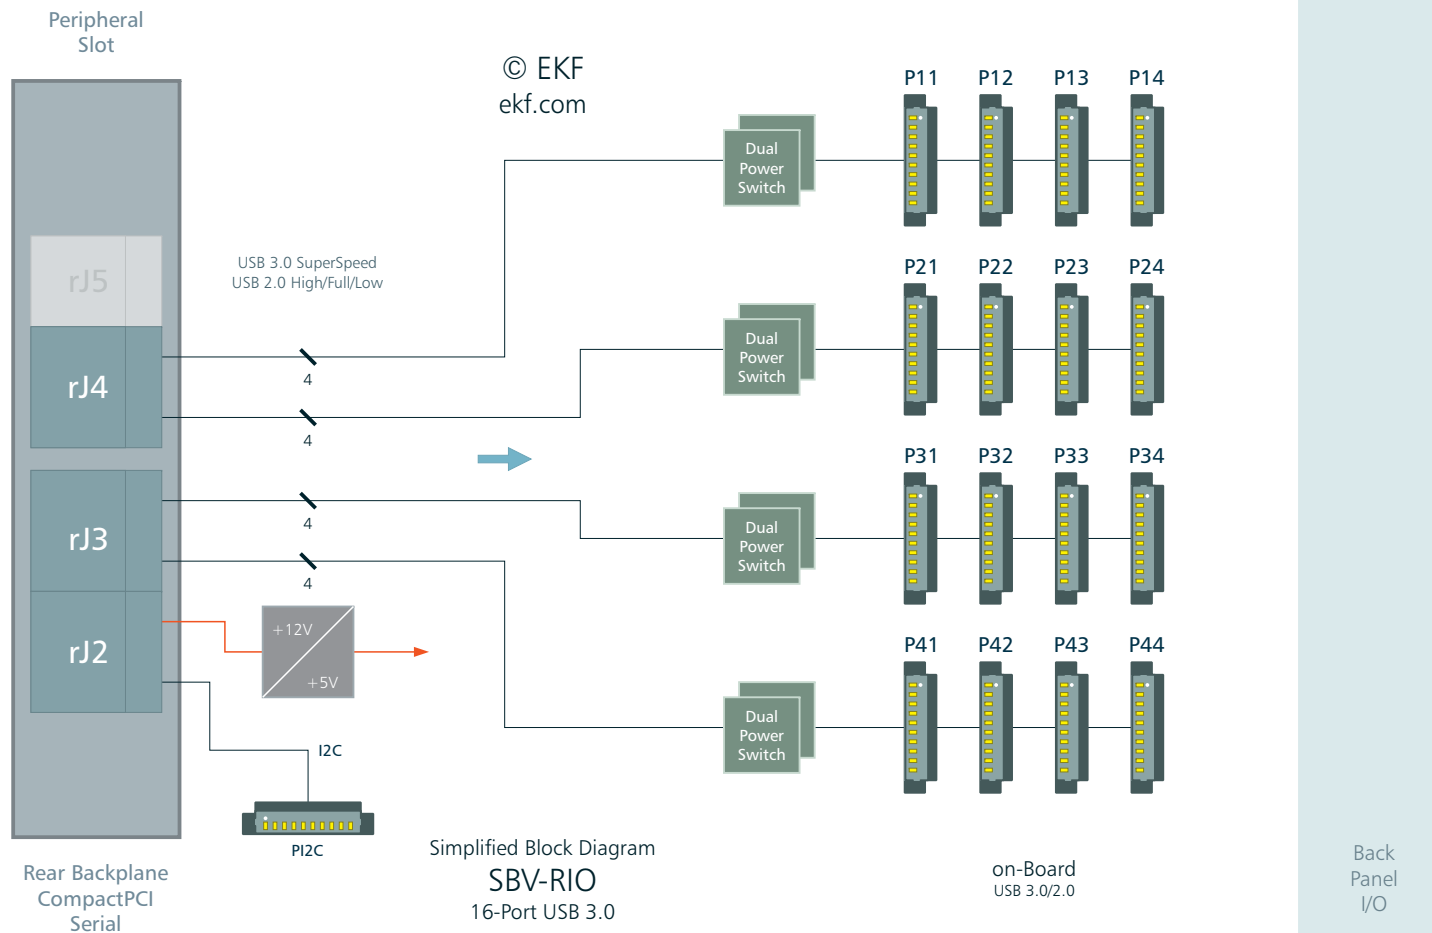 Peripheral
Slot
© EKF
ekf.com
P11 P12 P13 P14
Dual
Power
Switch
USB 3.0 SuperSpeed
USB 2.0 High/Full/Low
rJ5
P21 P22 P23 P24
Dual
Power
Switch
rJ4
4
4
P31 P32 P33 P34
Dual
Power
Switch
rJ3
4
4
rJ2
+12V
+5V
P41 P42 P43 P44
Dual
Power
Switch
I2C
PI2C
Simplified Block Diagram
SBV-RIO
16-Port USB 3.0
on-Board
USB 3.0/2.0
Rear Backplane
CompactPCI
Serial
Back
Panel
I/O